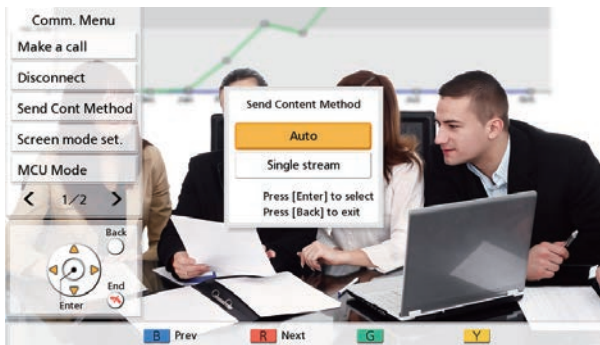 Comm. Menu
Make a call
Disconnect
Send Cont Method
Screen mode set.
MCU Mode
< 1/2 >
Back
End
Enter
Send Content Method
Auto
Single stream
Press [Enter] to select
Press [Back] to exit
B Prev R Next G Y